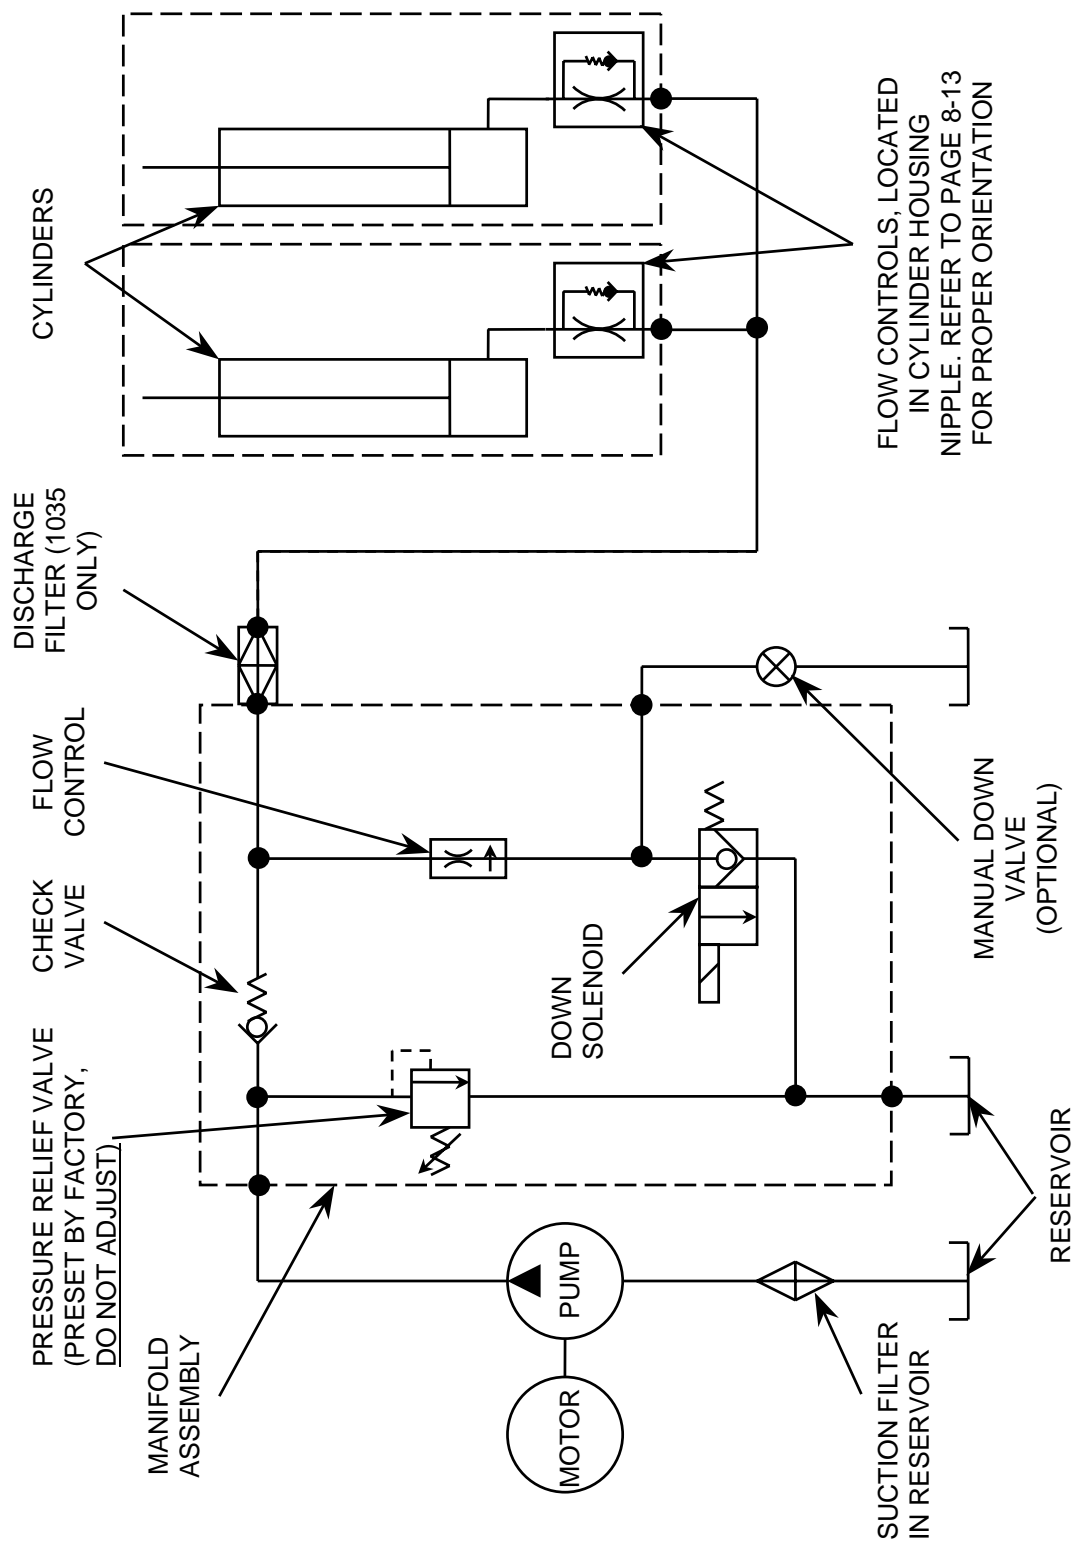 PRESSURE RELIEF VALVE
(PRESET BY FACTORY,
DO NOT ADJUST)
CHECK
VALVE
FLOW
CONTROL
DISCHARGE
FILTER (1035
ONLY)
CYLINDERS
MANIFOLD
ASSEMBLY
MOTOR
PUMP
DOWN
SOLENOID
SUCTION FILTER
IN RESERVOIR
RESERVOIR
MANUAL DOWN
VALVE
(OPTIONAL)
FLOW CONTROLS, LOCATED
IN CYLINDER HOUSING
NIPPLE. REFER TO PAGE 8-13
FOR PROPER ORIENTATION